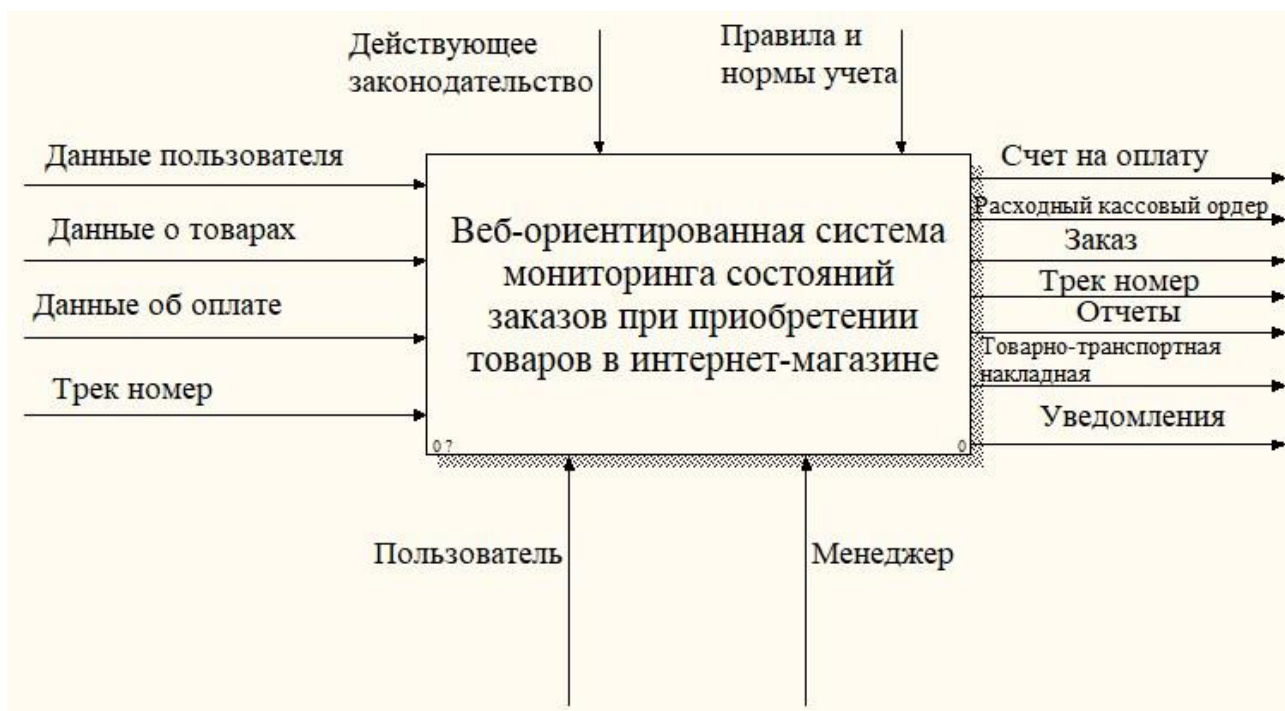 Действующее
законодательство
Правила и
нормы учета
Данные пользователя
Данные о товарах
Данные об оплате
Трек номер
Веб-ориентированная система
мониторинга состояний
заказов при приобретении
товаров в интернет-магазине
0 ?
0
Счет на оплату
Расходный кассовый ордер
Заказ
Трек номер
Отчеты
Товарно-транспортная
накладная
Уведомления
Пользователь
Менеджер